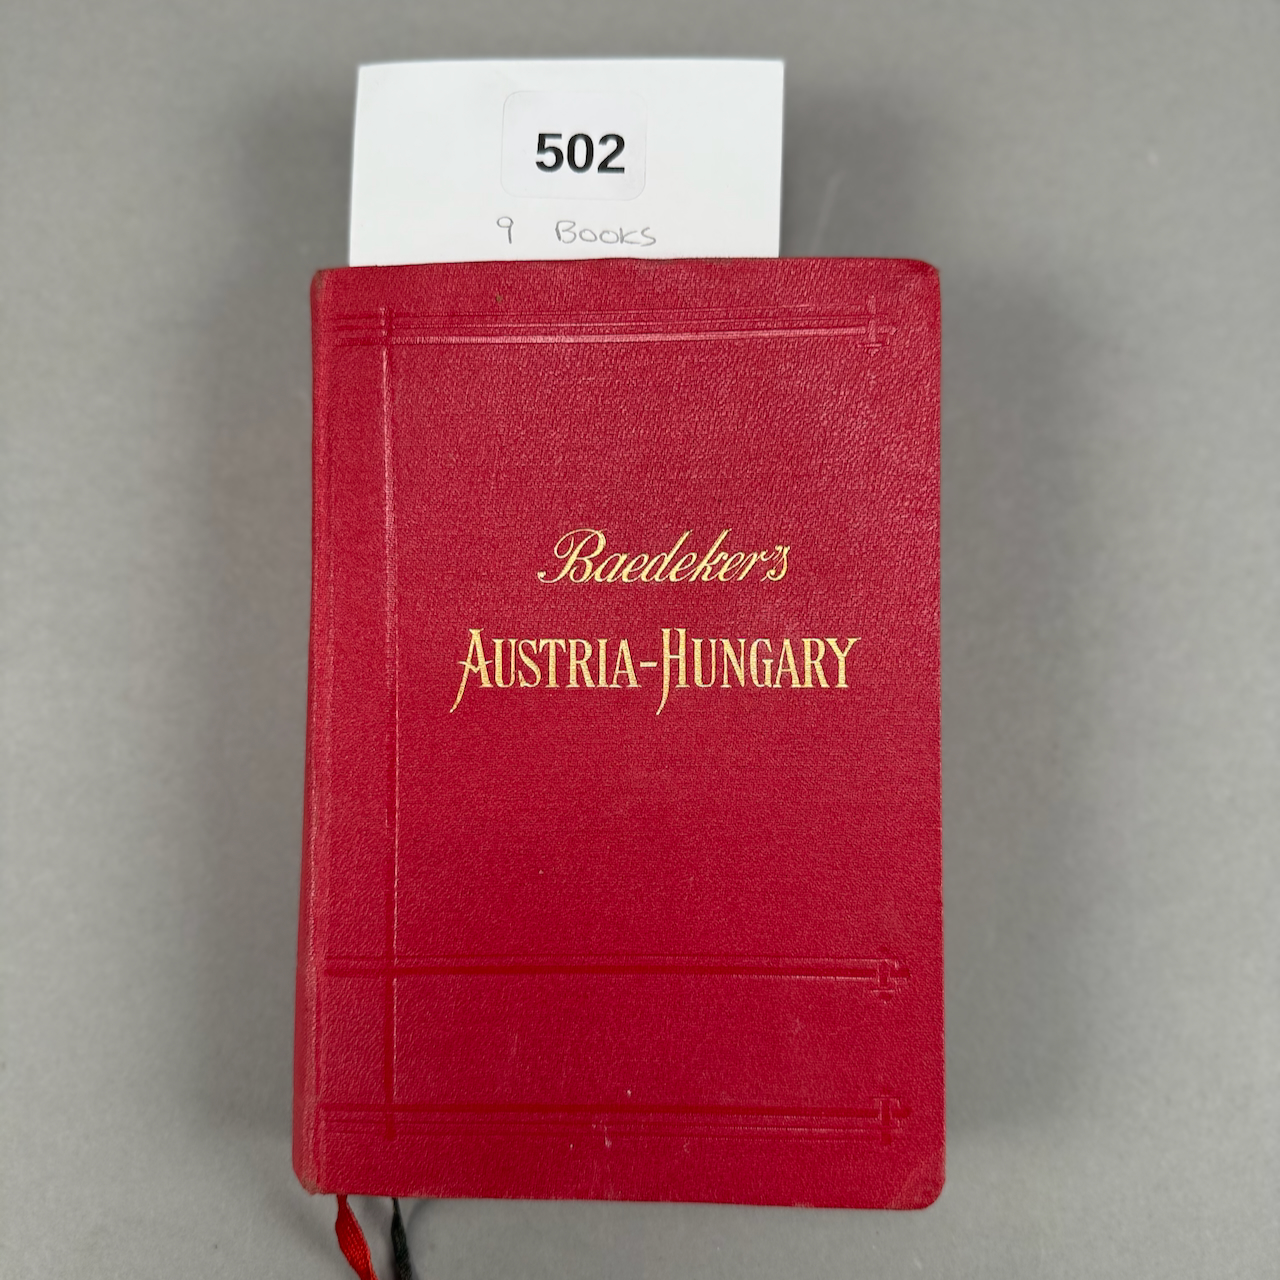 502
9 Books
Baedeker's
AUSTRIA-HUNGARY